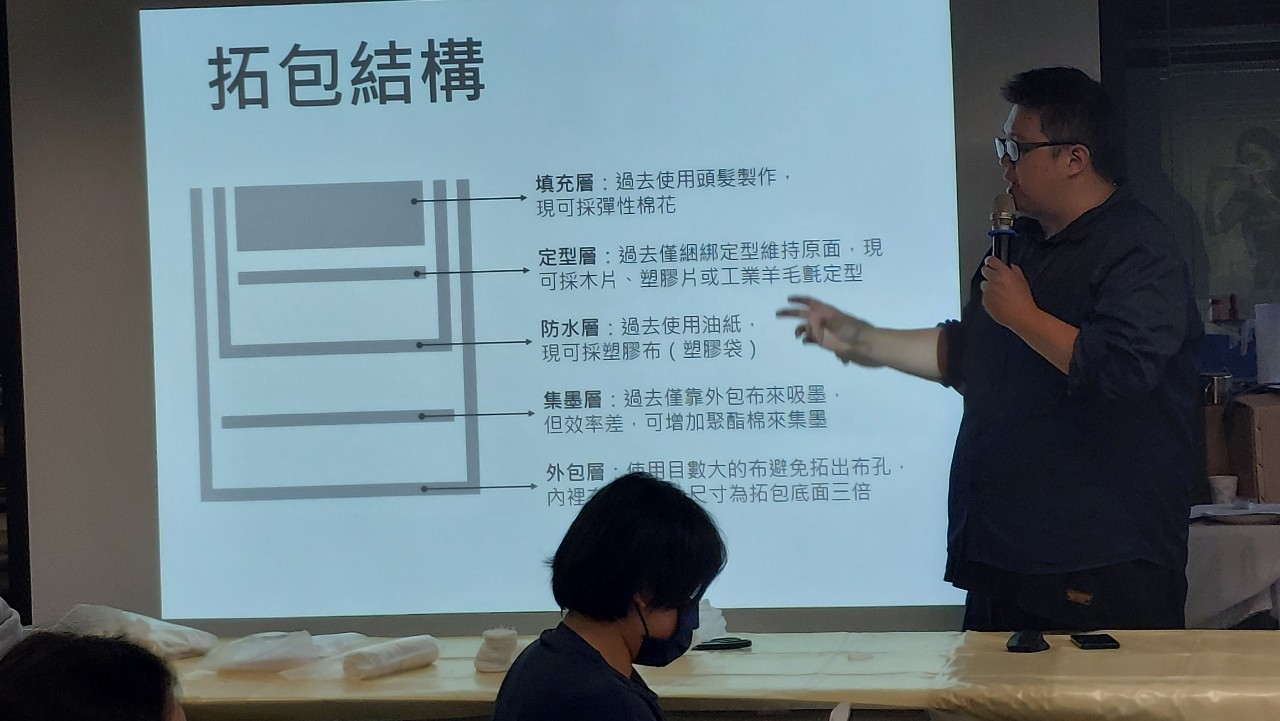 拓包結構
填充層：過去使用頭髮製作，
現可採彈性棉花
定型層：過去僅綑綁定型維持原面，現
可採木片、塑膠片或工業羊毛氈定型
防水層：過去使用油紙，
現可採塑膠布（塑膠袋）
集墨層：過去僅靠外包布來吸墨，
但效率差，可增加聚酯棉來集墨
外包層：使用目數大的布避免拓出布孔，
內裡 尺寸為拓包底面三倍